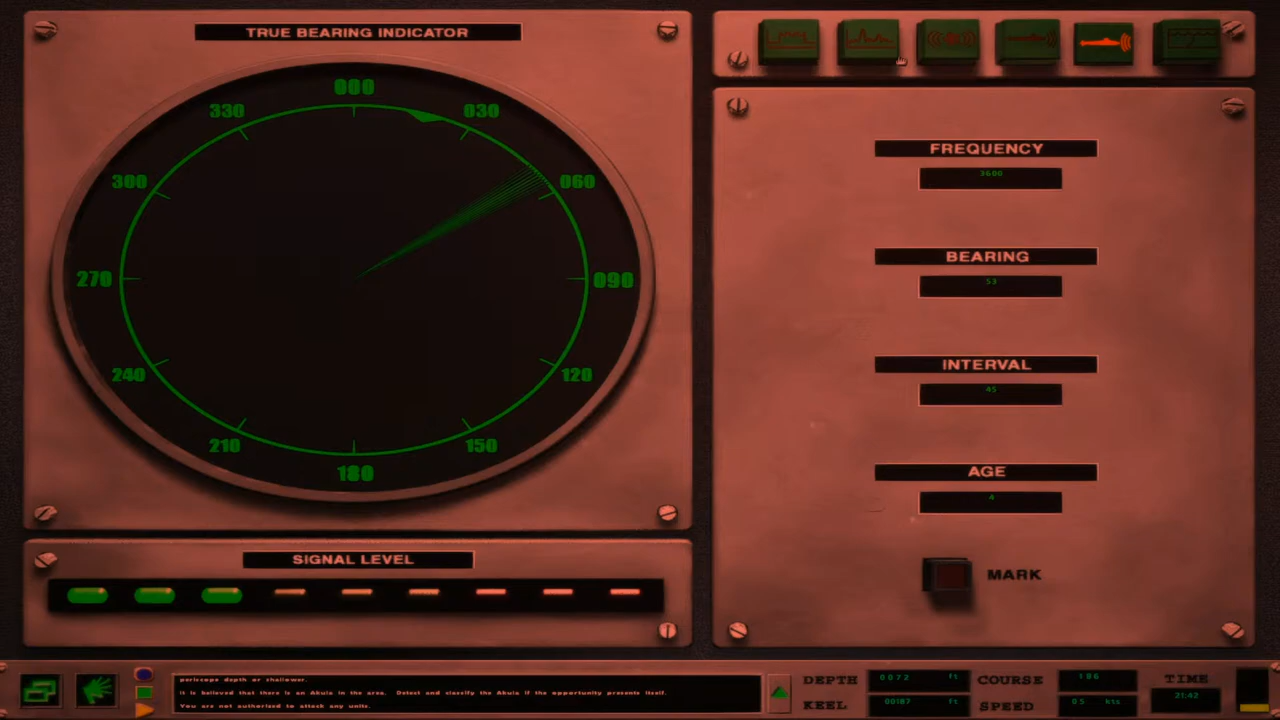 TRUE BEARING INDICATOR
000
030
060
090
120
150
180
210
240
270
300
330
SIGNAL LEVEL
FREQUENCY
3600
BEARING
53
INTERVAL
45
AGE
4
MARK
periscope depth or shallower.
It is believed that there is an Akula in the area. Detect and classify the Akula if the opportunity presents itself.
You are not authorised to attack any units.
DEPTH 0072 ft COURSE 186 TIME
KEEL 00187 ft SPEED 05 kts 21:42